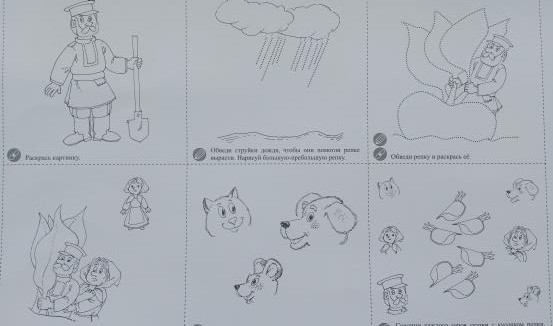 Раскрась картинку.
Обведи струйки дождя, чтобы они помогли репке
вырасти. Нарисуй большую-пребольшую репку.
Обведи репку и раскрась её